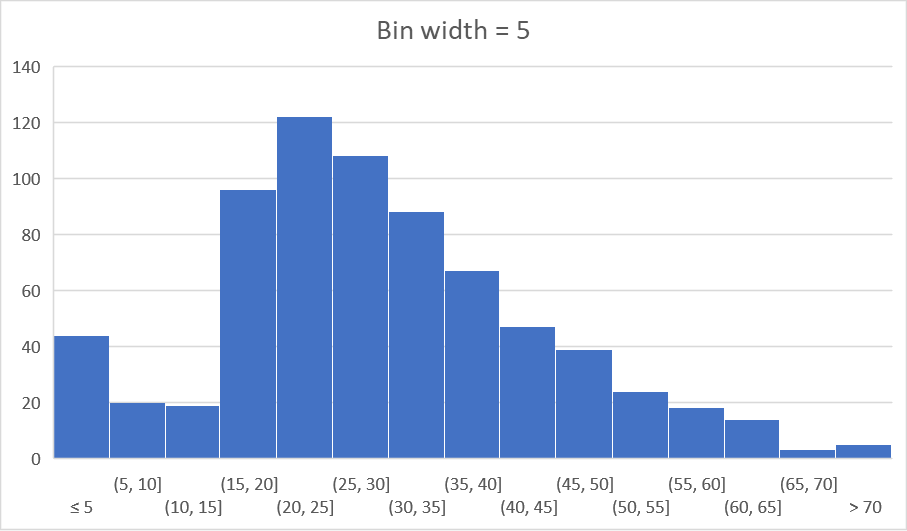 Bin width = 5
140
120
100
80
60
40
20
0
(5, 10] (15, 20] (25, 30] (35, 40] (45, 50] (55, 60] (65, 70]
≤ 5 (10, 15] (20, 25] (30, 35] (40, 45] (50, 55] (60, 65] > 70